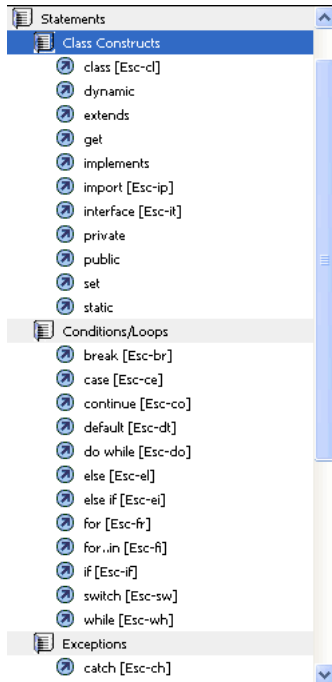 Statements
Class Constructs
class [Esc-cl]
dynamic
extends
get
implements
import [Esc-ip]
interface [Esc-it]
private
public
set
static
Conditions/Loops
break [Esc-br]
case [Esc-ce]
continue [Esc-co]
default [Esc-dt]
do while [Esc-do]
else [Esc-el]
else if [Esc-ei]
for [Esc-fr]
for..in [Esc-fi]
if [Esc-if]
switch [Esc-sw]
while [Esc-wh]
Exceptions
catch [Esc-ch]